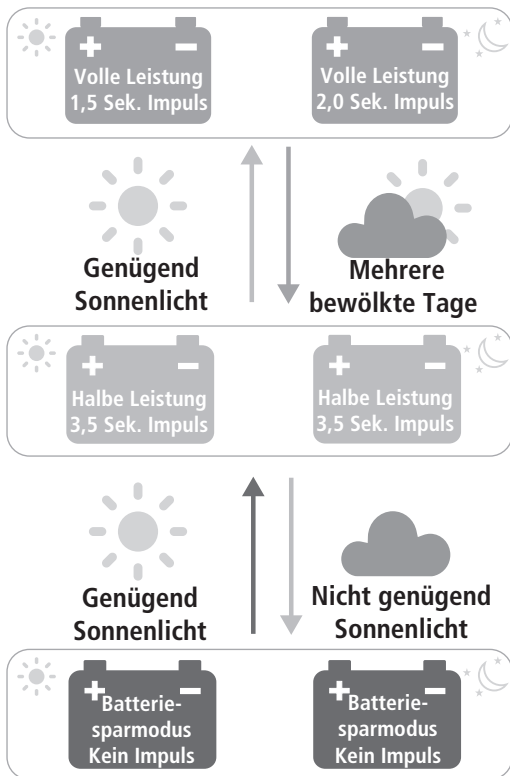 Volle Leistung
1,5 Sek. Impuls
Volle Leistung
2,0 Sek. Impuls
Genügend
Sonnenlicht
Mehrere
bewölkte Tage
Halbe Leistung
3,5 Sek. Impuls
Halbe Leistung
3,5 Sek. Impuls
Genügend
Sonnenlicht
Nicht genügend
Sonnenlicht
Batterie-
sparmodus
Kein Impuls
Batterie-
sparmodus
Kein Impuls